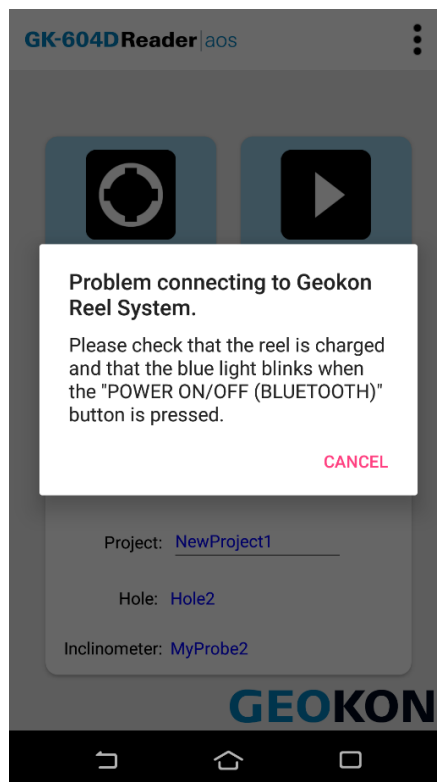 GK-604DReader|aos
Problem connecting to Geokon
Reel System.
Please check that the reel is charged
and that the blue light blinks when
the "POWER ON/OFF (BLUETOOTH)"
button is pressed.
CANCEL
Project: NewProject1
Hole: Hole2
Inclinometer: MyProbe2
GEOKON